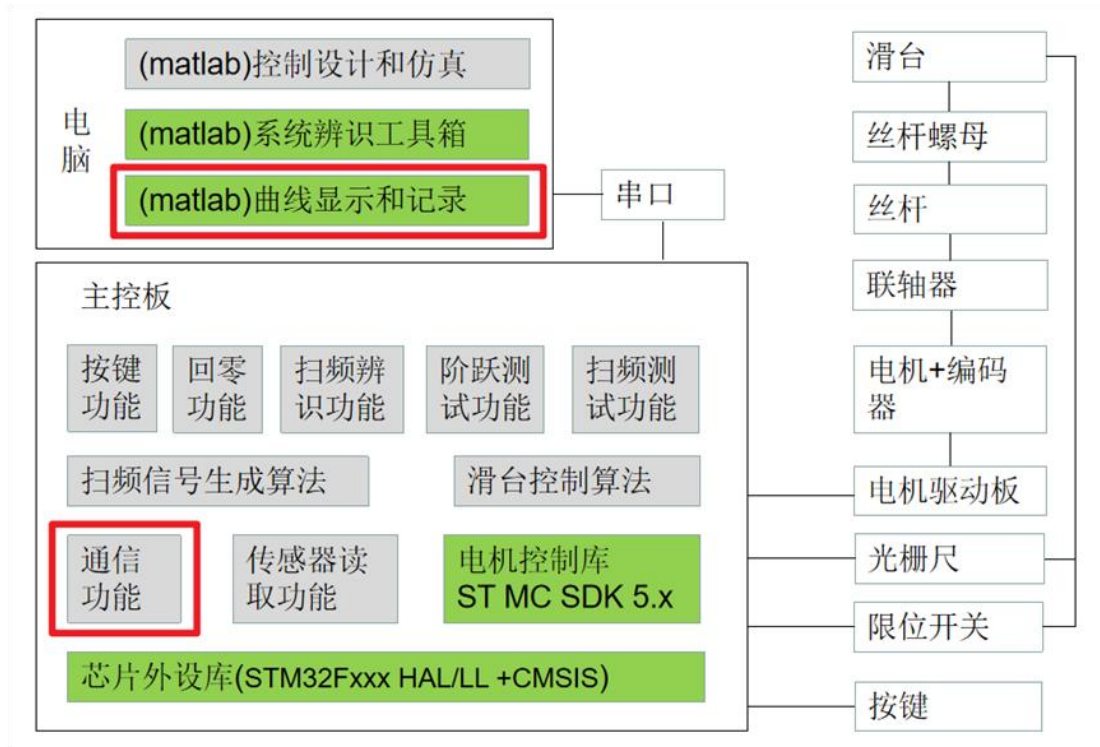 (matlab)控制设计和仿真
电
脑
(matlab)系统辨识工具箱
(matlab)曲线显示和记录
串口
主控板
按键
功能
回零
功能
扫频辨
识功能
阶跃测
试功能
扫频测
试功能
扫频信号生成算法
滑台控制算法
通信
功能
传感器读
取功能
电机控制库
ST MC SDK 5.x
芯片外设库(STM32Fxxx HAL/LL +CMSIS)
滑台
丝杆螺母
丝杆
联轴器
电机+编码
器
电机驱动板
光栅尺
限位开关
按键